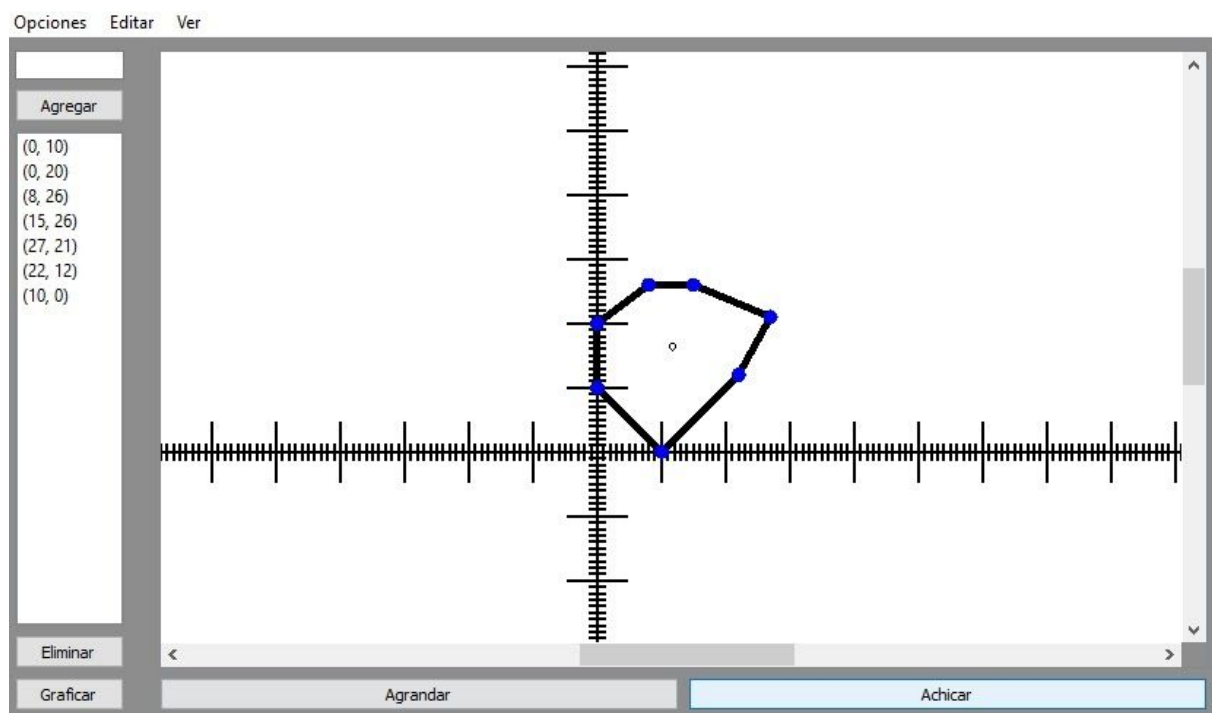 Opciones Editar Ver
Agregar
(0, 10)
(0, 20)
(8, 26)
(15, 26)
(27, 21)
(22, 12)
(10, 0)
Eliminar
Graficar
Agrandar
Achicar